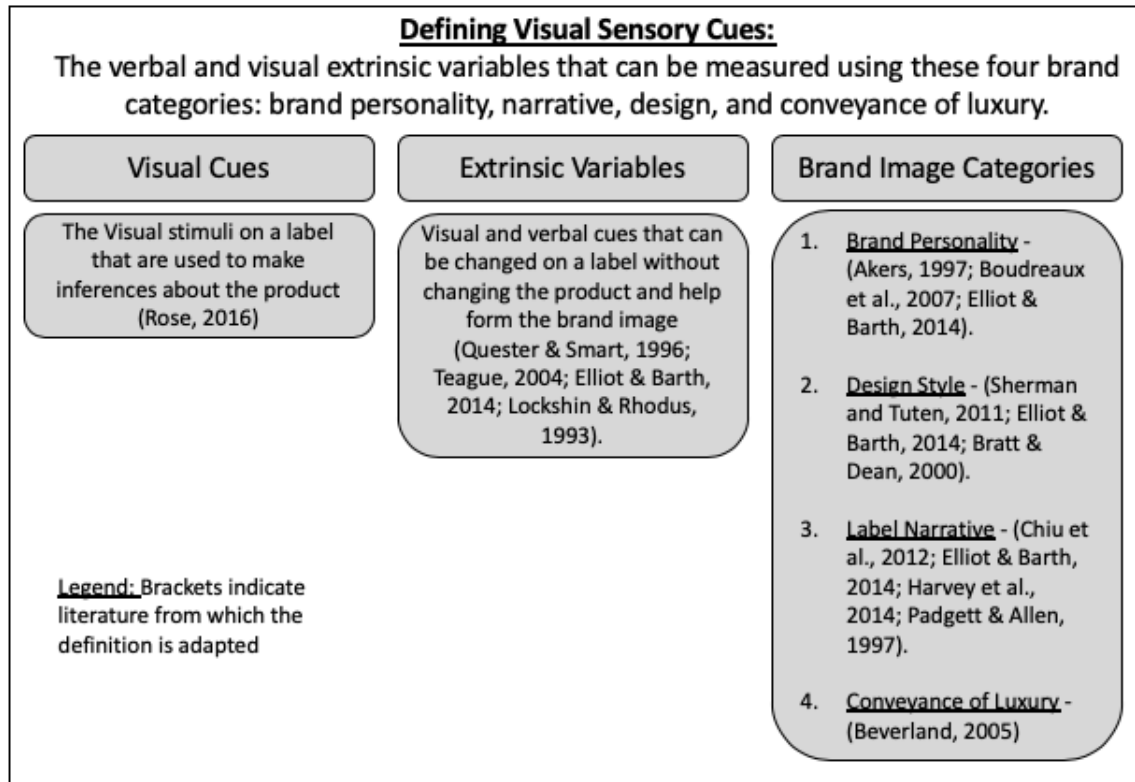 Defining Visual Sensory Cues:
The verbal and visual extrinsic variables that can be measured using these four brand
categories: brand personality, narrative, design, and conveyance of luxury.
Visual Cues
The Visual stimuli on a label
that are used to make
inferences about the product
(Rose, 2016)
Extrinsic Variables
Visual and verbal cues that can
be changed on a label without
changing the product and help
form the brand image
(Quester & Smart, 1996;
Teague, 2004; Elliot & Barth,
2014; Lockshin & Rhodus,
1993).
Brand Image Categories
1. Brand Personality -
(Akers, 1997; Boudreaux
et al., 2007; Elliot &
Barth, 2014).
2. Design Style - (Sherman
and Tuten, 2011; Elliot &
Barth, 2014; Bratt &
Dean, 2000).
3. Label Narrative - (Chiu et
al., 2012; Elliot & Barth,
2014; Harvey et al.,
2014; Padgett & Allen,
1997).
4. Conveyance of Luxury -
(Beverland, 2005)
Legend: Brackets indicate
literature from which the
definition is adapted